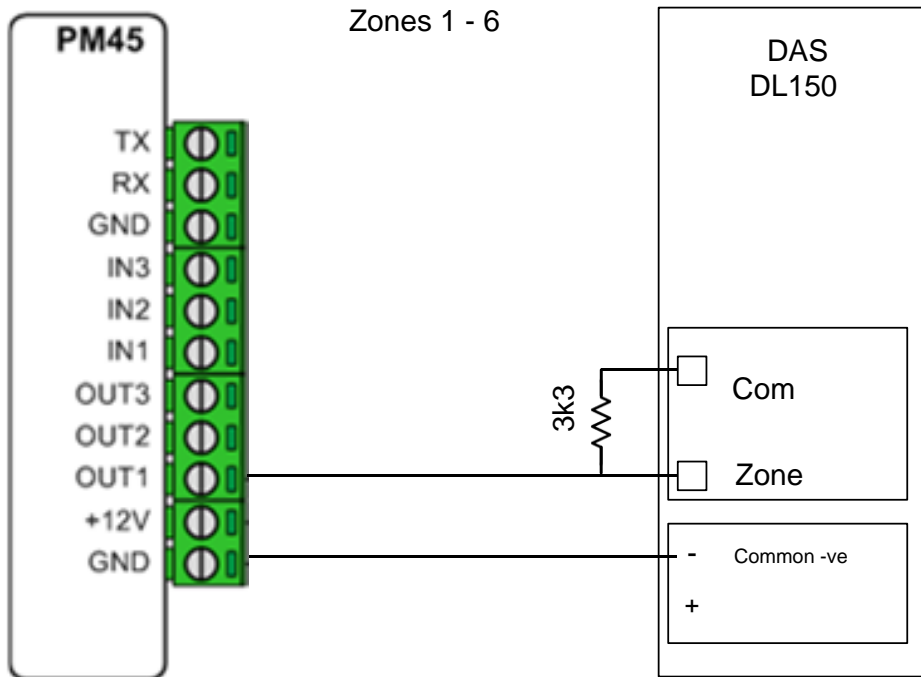 Zones 1 - 6
PM45
TX
RX
GND
IN3
IN2
IN1
OUT3
OUT2
OUT1
+12V
GND
3k3
DAS
DL150
Com
Zone
- Common -ve
+